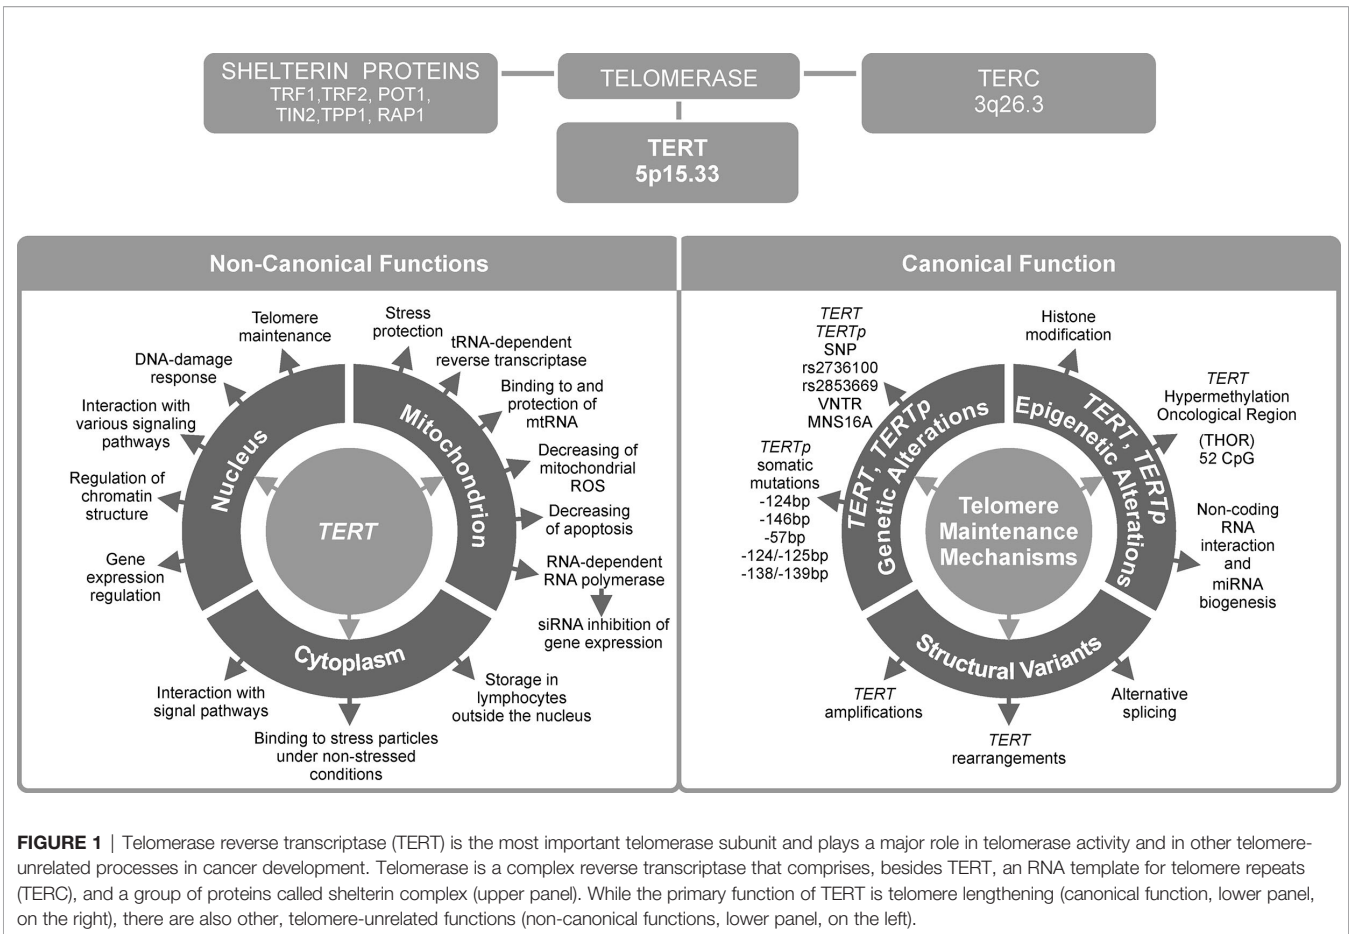 SHELTERIN PROTEINS
TRF1,TRF2, POT1,
TIN2,TPP1, RAP1
TELOMERASE
TERC
3q26.3
TERT
5p15.33
Non-Canonical Functions
Telomere
maintenance
DNA-damage
response
Interaction with
various signaling
pathways
Regulation of
chromatin
structure
Gene
expression
regulation
Nucleus
Stress
protection
tRNA-dependent
reverse transcriptase
Binding to and
protection of
mtRNA
Decreasing of
mitochondrial
ROS
Decreasing
of apoptosis
RNA-dependent
RNA polymerase
siRNA inhibition of
gene expression
Mitochondrion
TERT
Cytoplasm
Interaction with
signal pathways
Binding to stress particles
under non-stressed
conditions
Storage in
lymphocytes
outside the nucleus
Canonical Function
TERT
TERTp
SNP
rs2736100
rs2853669
VNTR
MNS16A
TERTp
somatic
mutations
-124bp
-146bp
-57bp
-124/-125bp
-138/-139bp
TERT, TERTp
Genetic Alterations
Histone
modification
TERT
Hypermethylation
Oncological Region
(THOR)
52 CpG
Non-coding
RNA
interaction
and
miRNA
biogenesis
TERT, TERTp
Epigenetic Alterations
Telomere
Maintenance
Mechanisms
Structural Variants
TERT
amplifications
TERT
rearrangements
Alternative
splicing
FIGURE 1 | Telomerase reverse transcriptase (TERT) is the most important telomerase subunit and plays a major role in telomerase activity and in other telomere-
unrelated processes in cancer development. Telomerase is a complex reverse transcriptase that comprises, besides TERT, an RNA template for telomere repeats
(TERC), and a group of proteins called shelterin complex (upper panel). While the primary function of TERT is telomere lengthening (canonical function, lower panel,
on the right), there are also other, telomere-unrelated functions (non-canonical functions, lower panel, on the left).